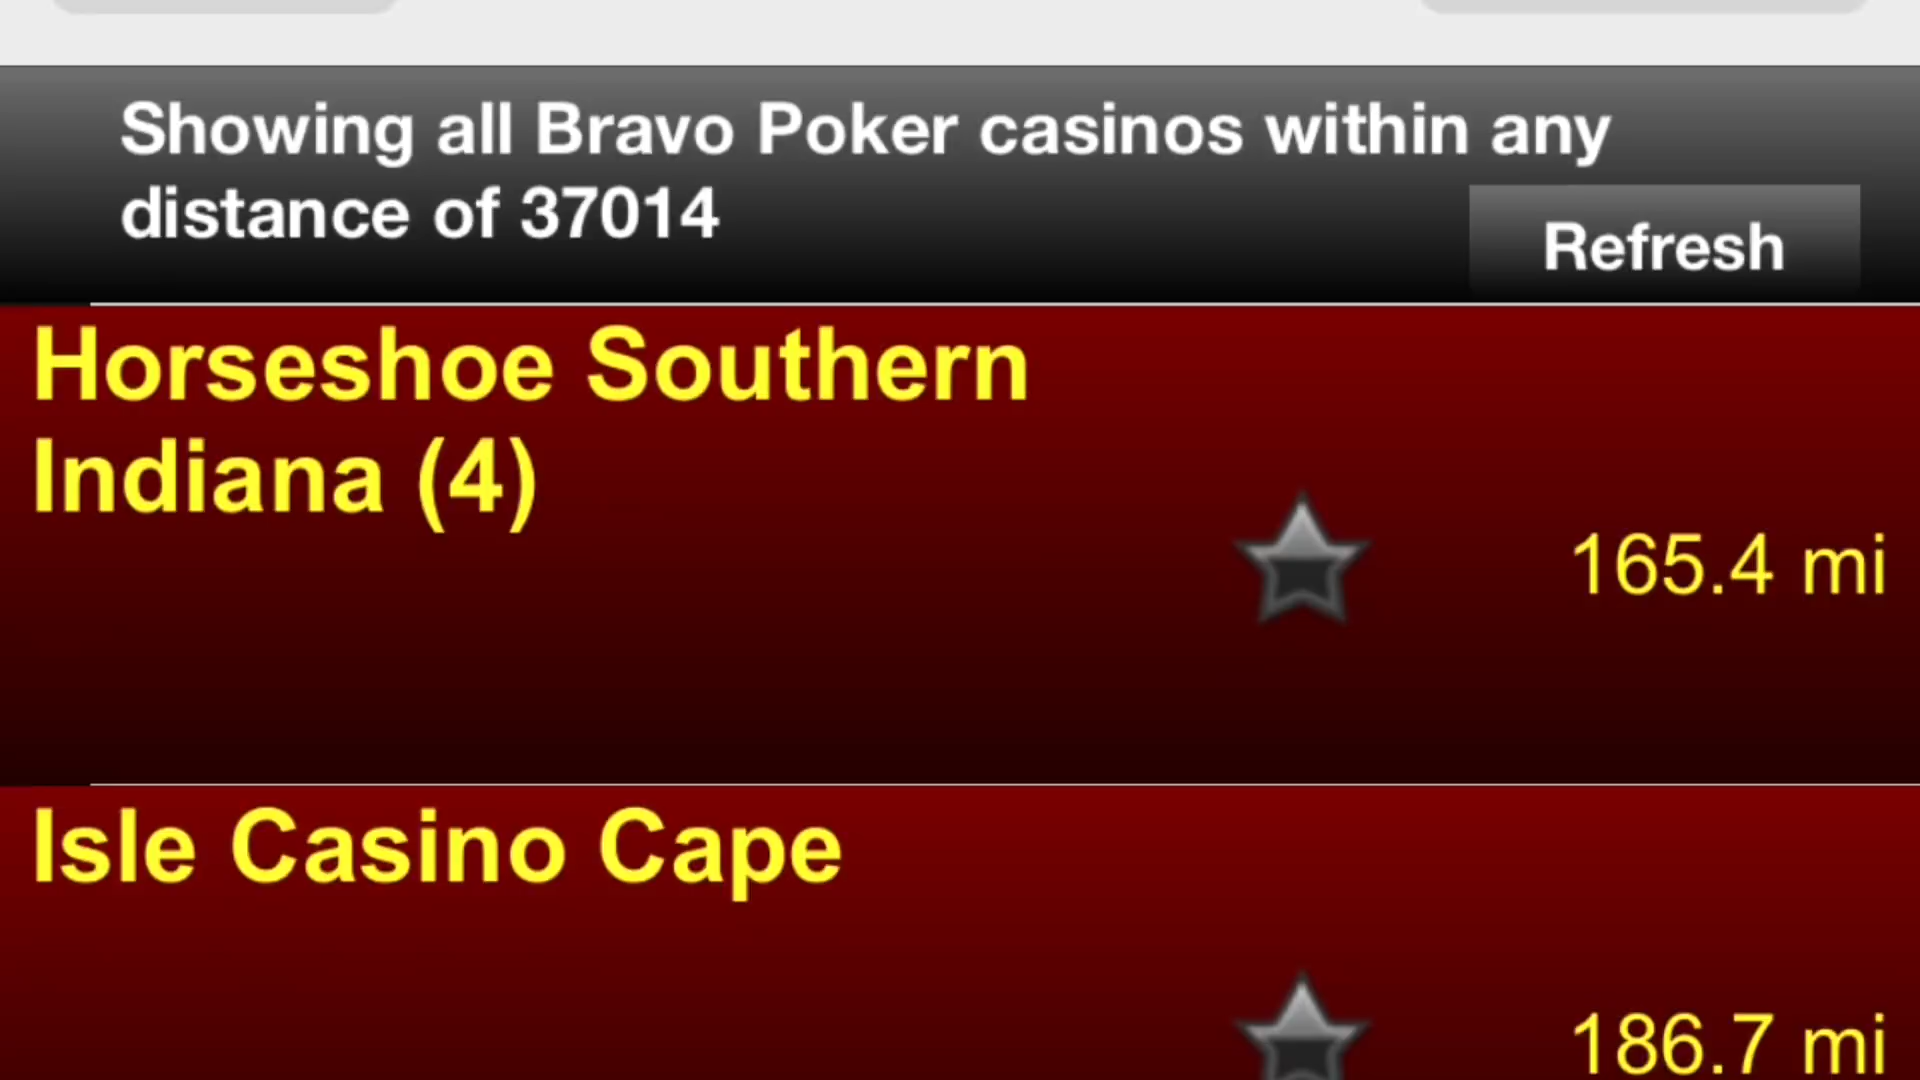 Showing all Bravo Poker casinos within any
distance of 37014
Refresh
Horseshoe Southern
Indiana (4)
165.4 mi
Isle Casino Cape
186.7 mi